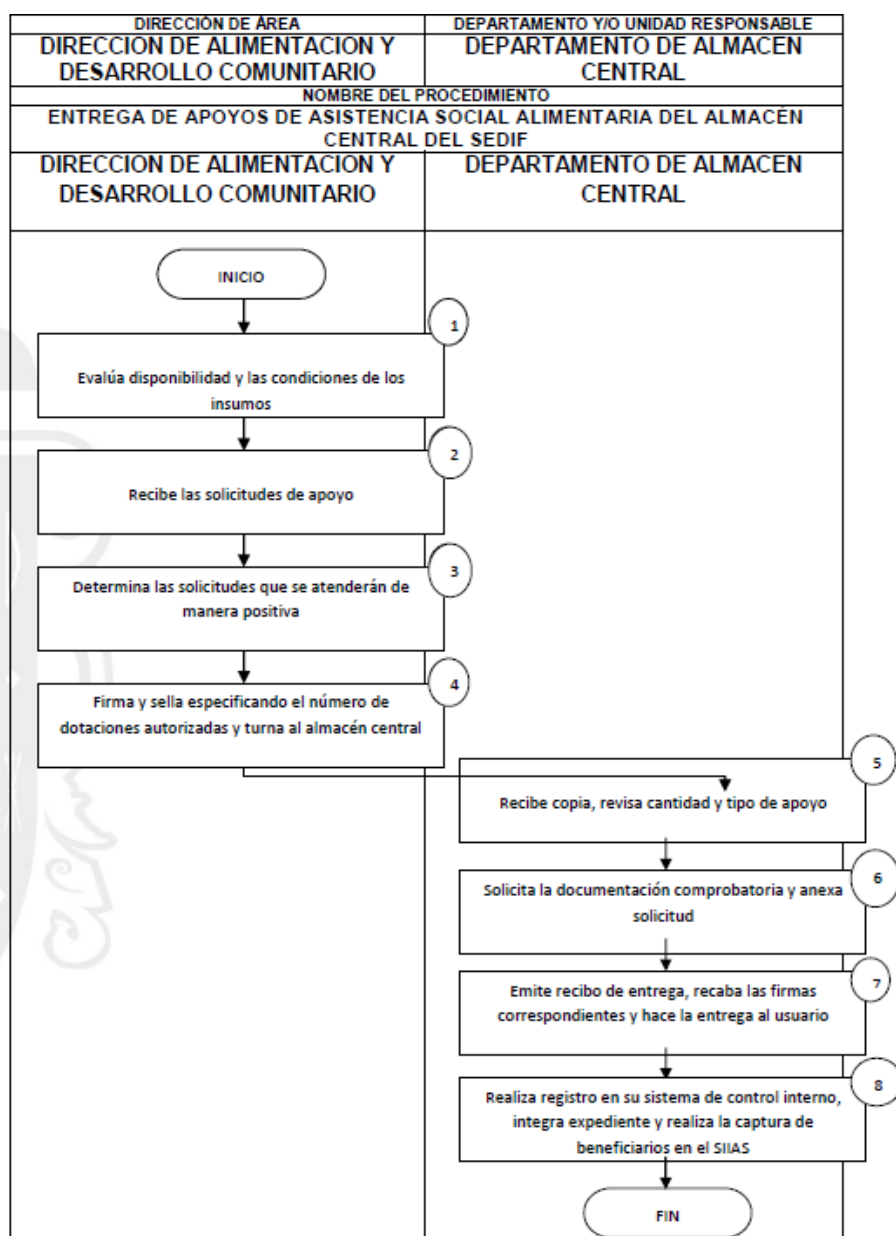 DIRECCIÓN DE ÁREA
DEPARTAMENTO Y/O UNIDAD RESPONSABLE
DIRECCION DE ALIMENTACION Y
DESARROLLO COMUNITARIO
DEPARTAMENTO DE ALMACEN
CENTRAL
NOMBRE DEL PROCEDIMIENTO
ENTREGA DE APOYOS DE ASISTENCIA SOCIAL ALIMENTARIA DEL ALMACÉN
CENTRAL DEL SEDIF
DIRECCION DE ALIMENTACION Y
DESARROLLO COMUNITARIO
DEPARTAMENTO DE ALMACEN
CENTRAL
INICIO
1
Evalúa disponibilidad y las condiciones de los
insumos
2
Recibe las solicitudes de apoyo
3
Determina las solicitudes que se atenderán de
manera positiva
4
Firma y sella especificando el número de
dotaciones autorizadas y turna al almacén central
5
Recibe copia, revisa cantidad y tipo de apoyo
6
Solicita la documentación comprobatoria y anexa
solicitud
7
Emite recibo de entrega, recaba las firmas
correspondientes y hace la entrega al usuario
8
Realiza registro en su sistema de control interno,
integra expediente y realiza la captura de
beneficiarios en el SIIAS
FIN